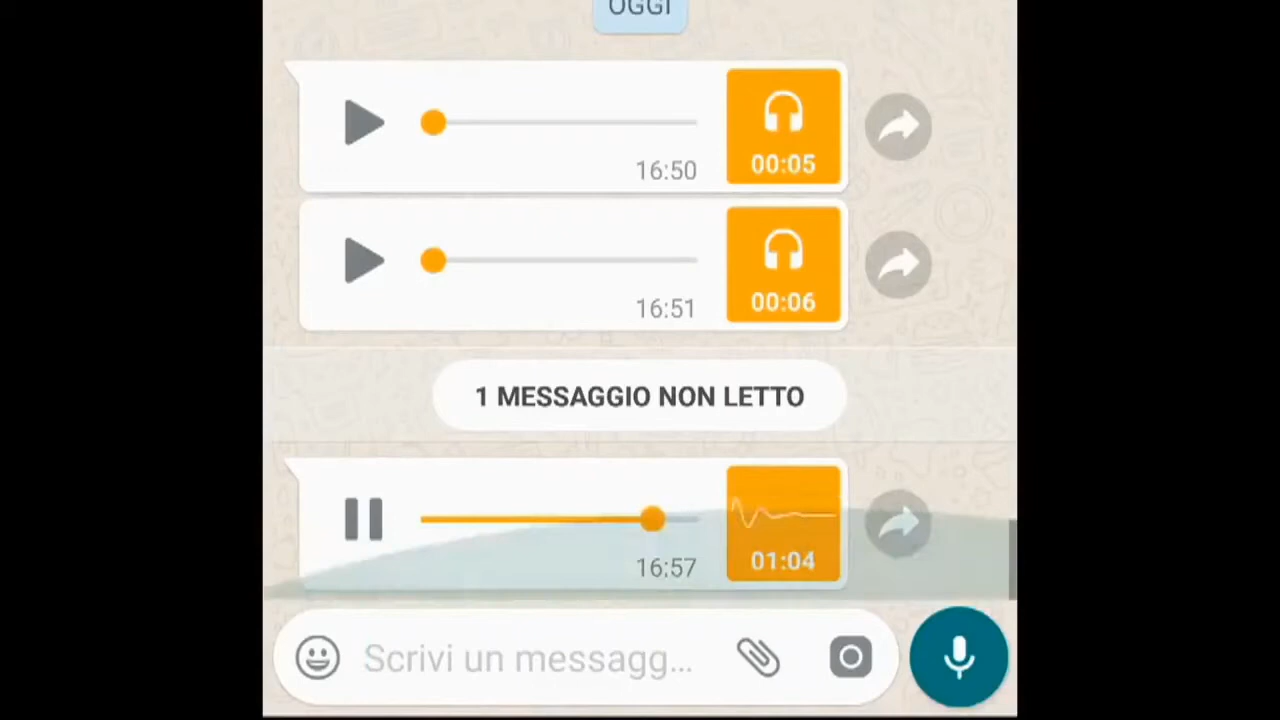 OGGI
16:50
00:05
16:51
00:06
1 MESSAGGIO NON LETTO
16:57
01:04
Scrivi un messagg...